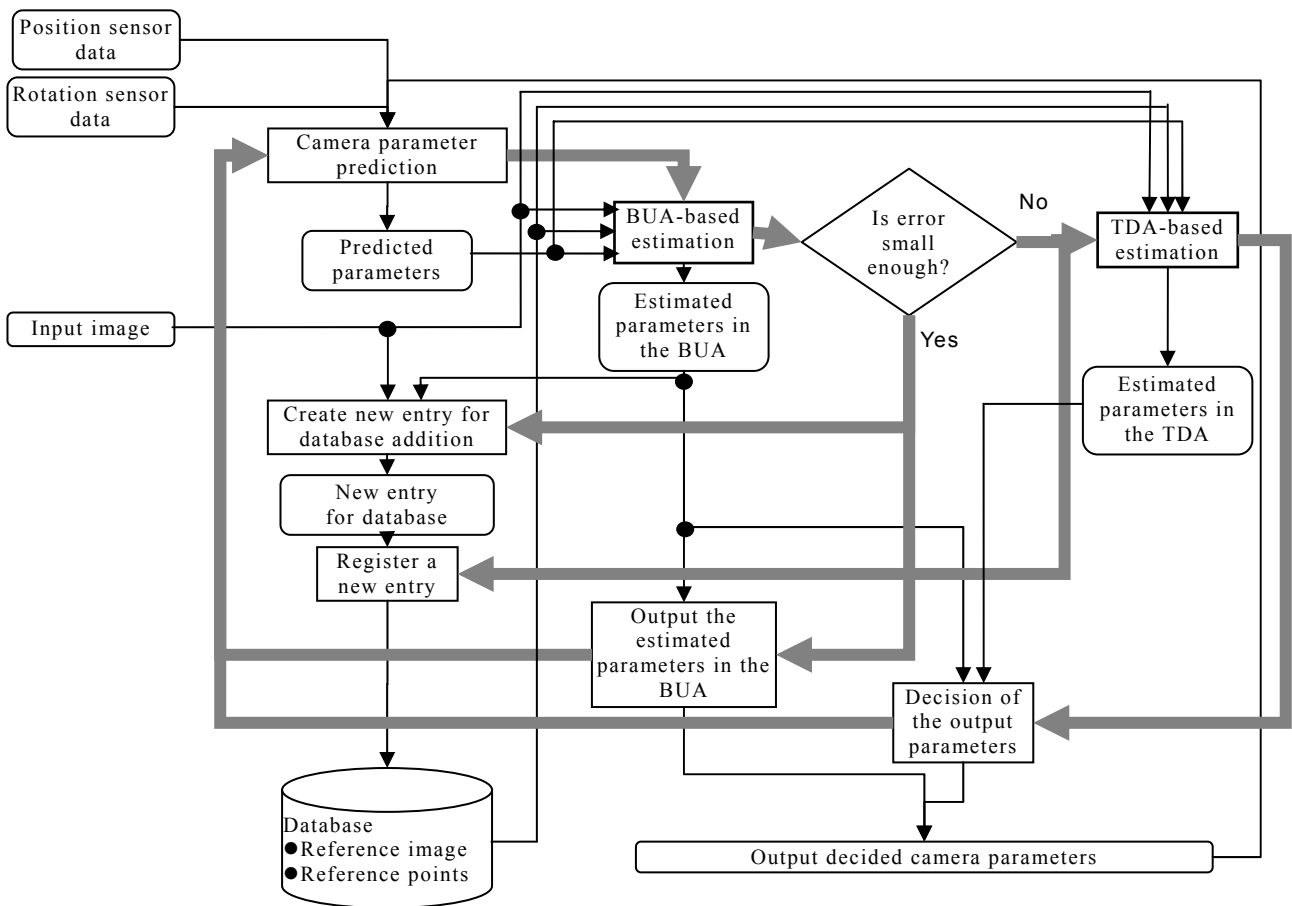 Position sensor
data
Rotation sensor
data
Camera parameter
prediction
Predicted
parameters
BUA-based
estimation
Is error
small
enough?
No
TDA-based
estimation
Input image
Estimated
parameters in
the BUA
Yes
Estimated
parameters in
the TDA
Create new entry for
database addition
New entry
for database
Register a
new entry
Output the
estimated
parameters in the
BUA
Decision of
the output
parameters
Database
●Reference image
●Reference points
Output decided camera parameters